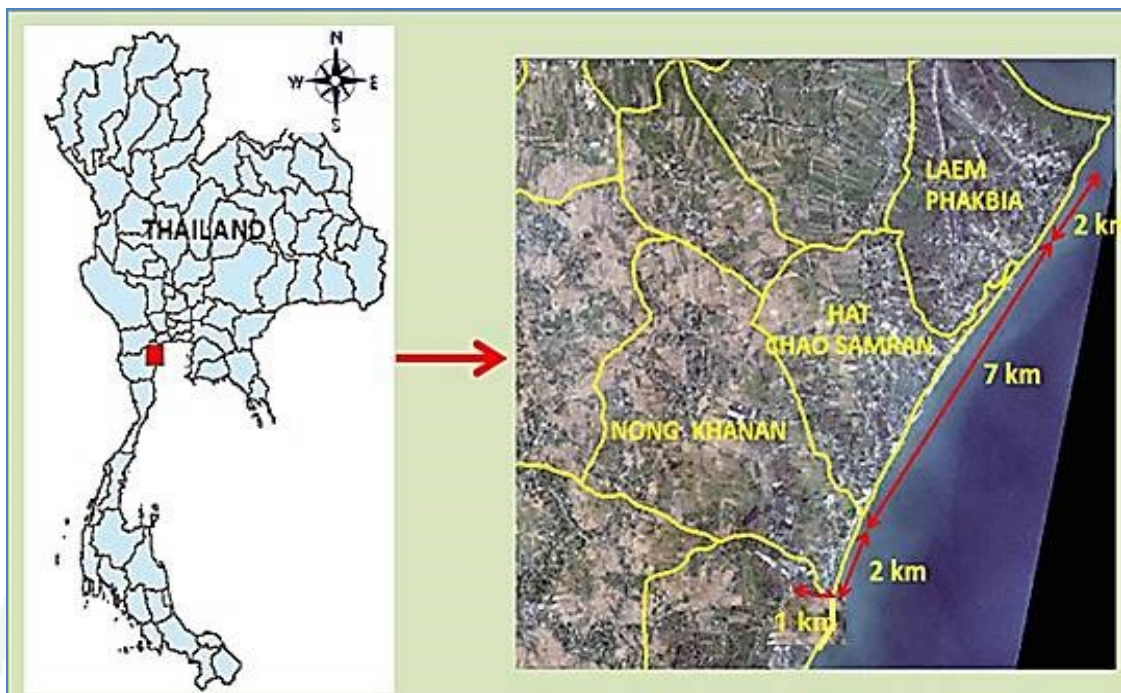 N
W E
S
THAILAND
LAEM
PHAKBIA
2 km
HAT
CHAO SAMRAN
7 km
NONG KHANAN
2 km
1 km